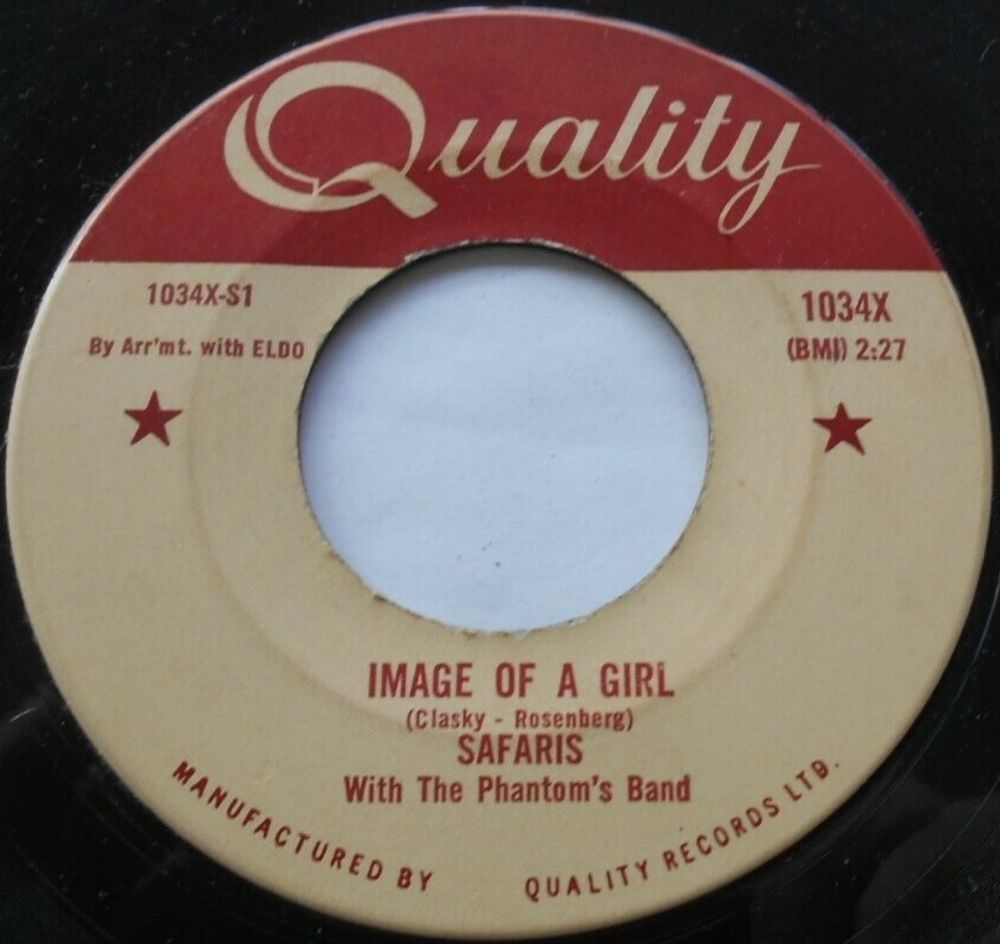 Quality
1034X-S1
By Arr'mt. with ELDO
1034X
(BMI) 2:27
IMAGE OF A GIRL
(Clasky - Rosenberg)
SAFARIS
With The Phantom's Band
MANUFACTURED BY QUALITY RECORDS LTD.